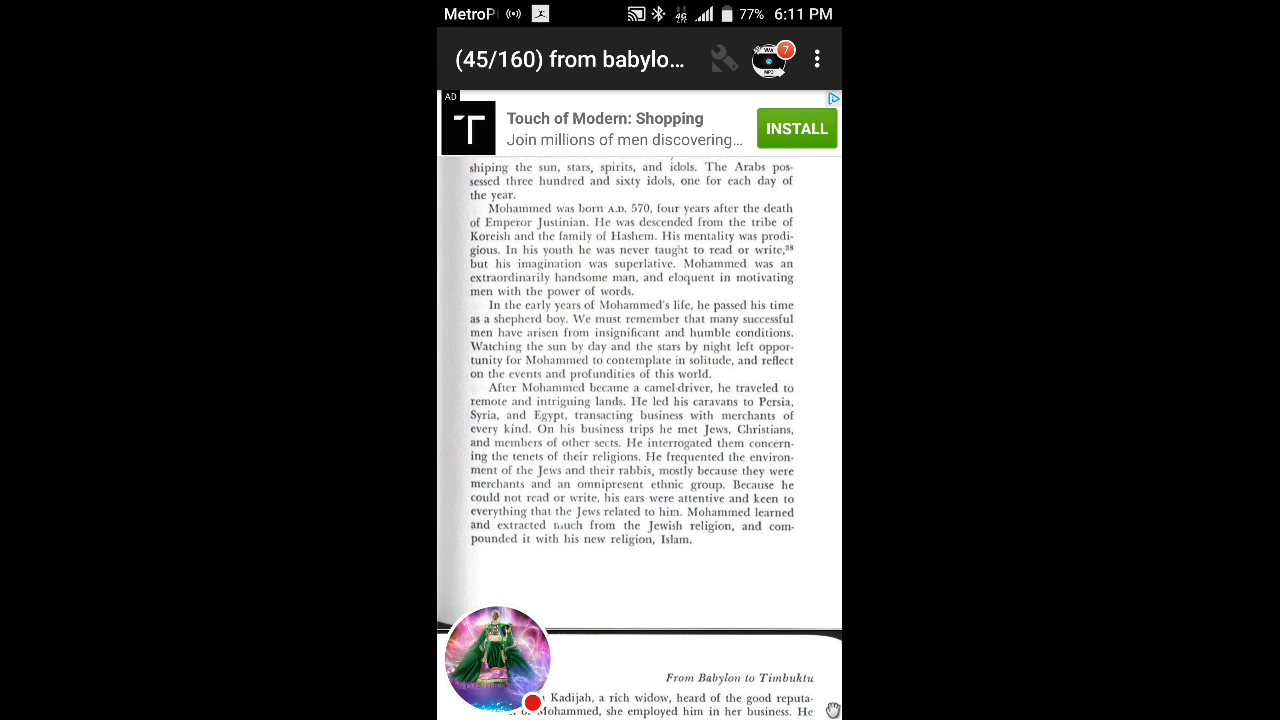 MetroP 4G LTE 77% 6:11 PM
(45/160) from babylo... WW MP3 7
AD
T
Touch of Modern: Shopping
Join millions of men discovering...
INSTALL
shiping the sun, stars, spirits, and idols. The Arabs pos-
sessed three hundred and sixty idols, one for each day of
the year.
Mohammed was born A.D. 570, four years after the death
of Emperor Justinian. He was descended from the tribe of
Koreish and the family of Hashem. His mentality was prodi-
gious. In his youth he was never taught to read or write,³⁸
but his imagination was superlative. Mohammed was an
extraordinarily handsome man, and eloquent in motivating
men with the power of words.
In the early years of Mohammed's life, he passed his time
as a shepherd boy. We must remember that many successful
men have arisen from insignificant and humble conditions.
Watching the sun by day and the stars by night left oppor-
tunity for Mohammed to contemplate in solitude, and reflect
on the events and profundities of this world.
After Mohammed became a camel-driver, he traveled to
remote and intriguing lands. He led his caravans to Persia,
Syria, and Egypt, transacting business with merchants of
every kind. On his business trips he met Jews, Christians,
and members of other sects. He interrogated them concern-
ing the tenets of their religions. He frequented the environ-
ment of the Jews and their rabbis, mostly because they were
merchants and an omnipresent ethnic group. Because he
could not read or write, his ears were attentive and keen to
everything that the Jews related to him. Mohammed learned
and extracted much from the Jewish religion, and com-
pounded it with his new religion, Islam.
From Babylon to Timbuktu
Kadijah, a rich widow, heard of the good reputa-
Mohammed, she employed him in her business. He